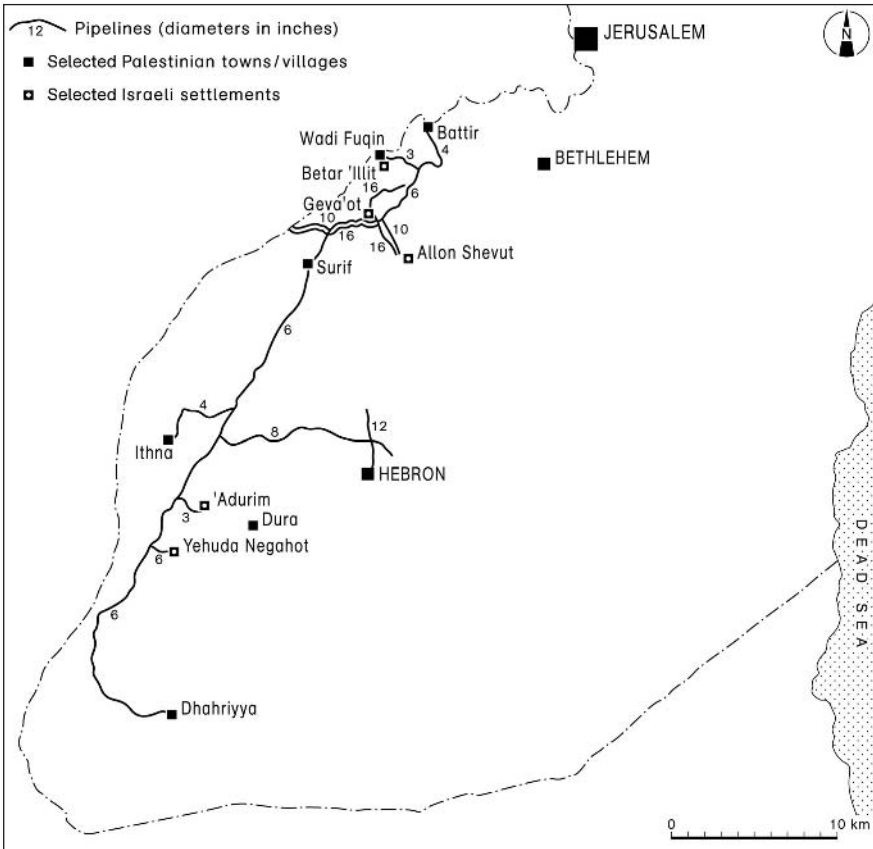 12 Pipelines (diameters in inches)
Selected Palestinian towns/villages
Selected Israeli settlements
JERUSALEM
N
Battir
Wadi Fuqin
3
4
BETHLEHEM
Betar 'Illit
16
6
Geva'ot
10
16
10
16
Allon Shevut
Surif
6
4
8
12
Ithna
HEBRON
'Adurim
3
Dura
Yehuda Negahot
6
6
DEAD SEA
Dhahriyya
0 10 km